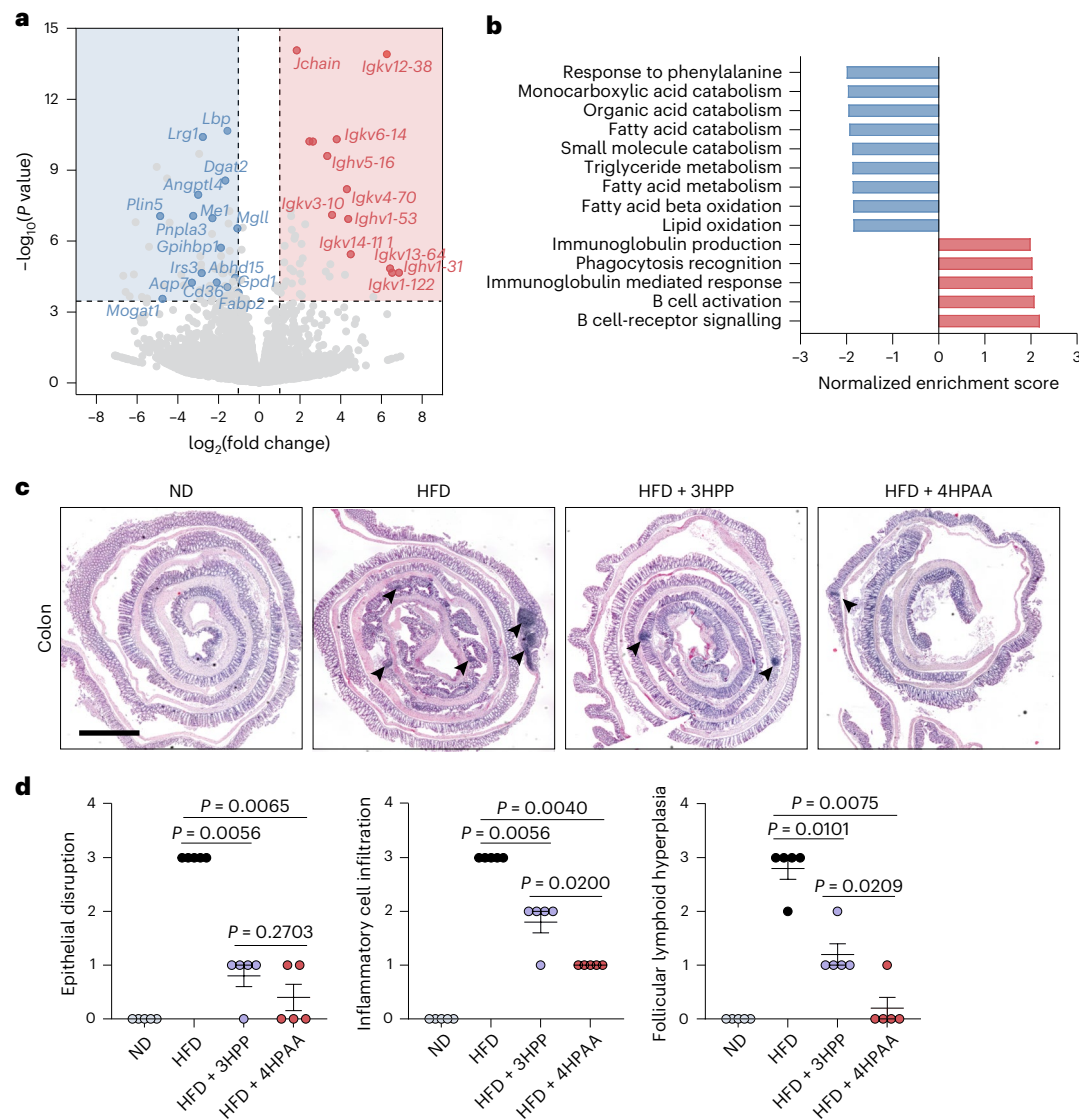 a
15
12
9
6
3
0
−log10(P value)
Jchain
Igkv12-38
Lbp
Lrg1
Igkv6-14
Ighv5-16
Dgat2
Angptl4
Igkv4-70
Plin5
Me1
Mgll
Igkv3-10
Ighv1-53
Pnpla3
Gpihbp1
Igkv14-111
Igkv13-64
Irs3
Abhd15
Ighv1-31
Aqp7
Cd36
Gpd1
Igkv1-122
Mogat1
Fabp2
−8 −6 −4 −2 0 2 4 6 8
log2(fold change)
b
Response to phenylalanine
Monocarboxylic acid catabolism
Organic acid catabolism
Fatty acid catabolism
Small molecule catabolism
Triglyceride metabolism
Fatty acid metabolism
Fatty acid beta oxidation
Lipid oxidation
Immunoglobulin production
Phagocytosis recognition
Immunoglobulin mediated response
B cell activation
B cell-receptor signalling
−3 −2 −1 0 1 2 3
Normalized enrichment score
c
ND HFD HFD + 3HPP HFD + 4HPAA
Colon
d
Epithelial disruption
4
3
2
1
0
P = 0.0065
P = 0.0056
P = 0.2703
ND HFD HFD + 3HPP HFD + 4HPAA
Inflammatory cell infiltration
4
3
2
1
0
P = 0.0040
P = 0.0056
P = 0.0200
ND HFD HFD + 3HPP HFD + 4HPAA
Follicular lymphoid hyperplasia
4
3
2
1
0
P = 0.0075
P = 0.0101
P = 0.0209
ND HFD HFD + 3HPP HFD + 4HPAA